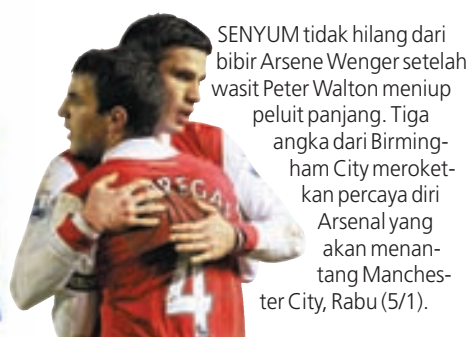 SENYUM tidak hilang dari
bibir Arsene Wenger setelah
wasit Peter Walton meniup
peluit panjang. Tiga
angka dari Birming-
ham City meroket-
kan percaya diri
Arsenal yang
akan menan-
tang Manches-
ter City, Rabu (5/1).
4